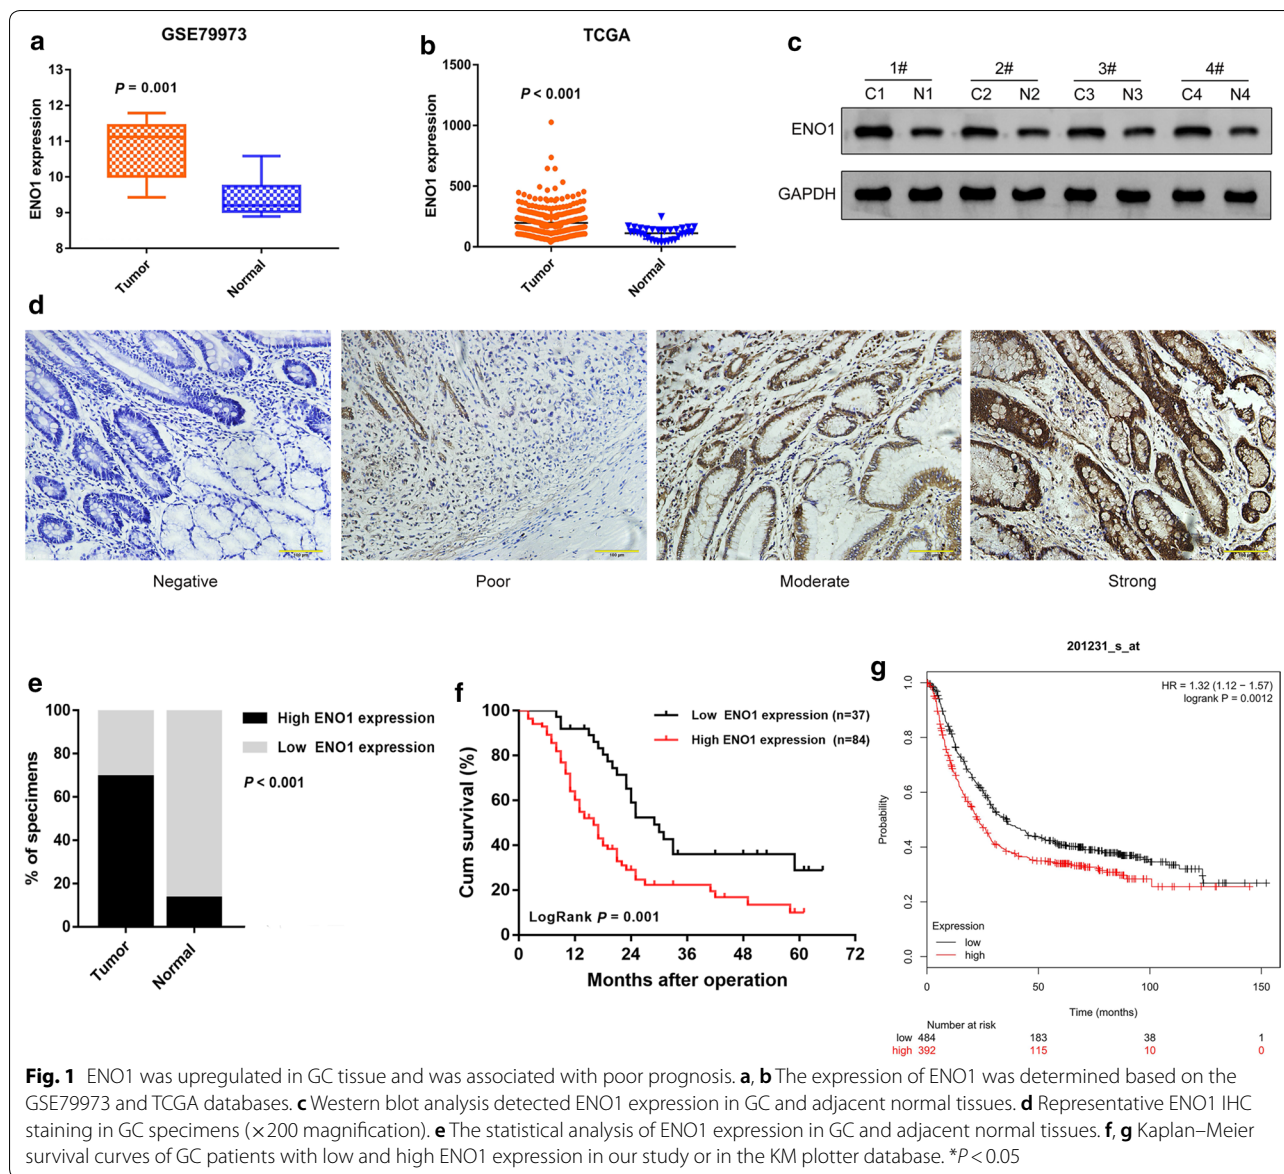 a
GSE79973
ENO1 expression
13
12
11
10
9
8
P = 0.001
Tumor
Normal
b
TCGA
ENO1 expression
1500
1000
500
0
P < 0.001
Tumor
Normal
c
1#
2#
3#
4#
C1 N1 C2 N2 C3 N3 C4 N4
ENO1
GAPDH
d
100 µm
100 µm
100 µm
100 µm
Negative
Poor
Moderate
Strong
e
% of specimens
100
80
60
40
20
0
Tumor
Normal
High ENO1 expression
Low ENO1 expression
P < 0.001
f
Cum survival (%)
100
80
60
40
20
0
Low ENO1 expression (n=37)
High ENO1 expression (n=84)
LogRank P = 0.001
0 12 24 36 48 60 72
Months after operation
g
201231_s_at
HR = 1.32 (1.12 − 1.57)
logrank P = 0.0012
Probability
1.0
0.8
0.6
0.4
0.2
0.0
Expression
low
high
0 50 100 150
Time (months)
Number at risk
low 484 183 38 1
high 392 115 10 0
Fig. 1 ENO1 was upregulated in GC tissue and was associated with poor prognosis. a, b The expression of ENO1 was determined based on the
GSE79973 and TCGA databases. c Western blot analysis detected ENO1 expression in GC and adjacent normal tissues. d Representative ENO1 IHC
staining in GC specimens (×200 magnification). e The statistical analysis of ENO1 expression in GC and adjacent normal tissues. f, g Kaplan–Meier
survival curves of GC patients with low and high ENO1 expression in our study or in the KM plotter database. *P < 0.05